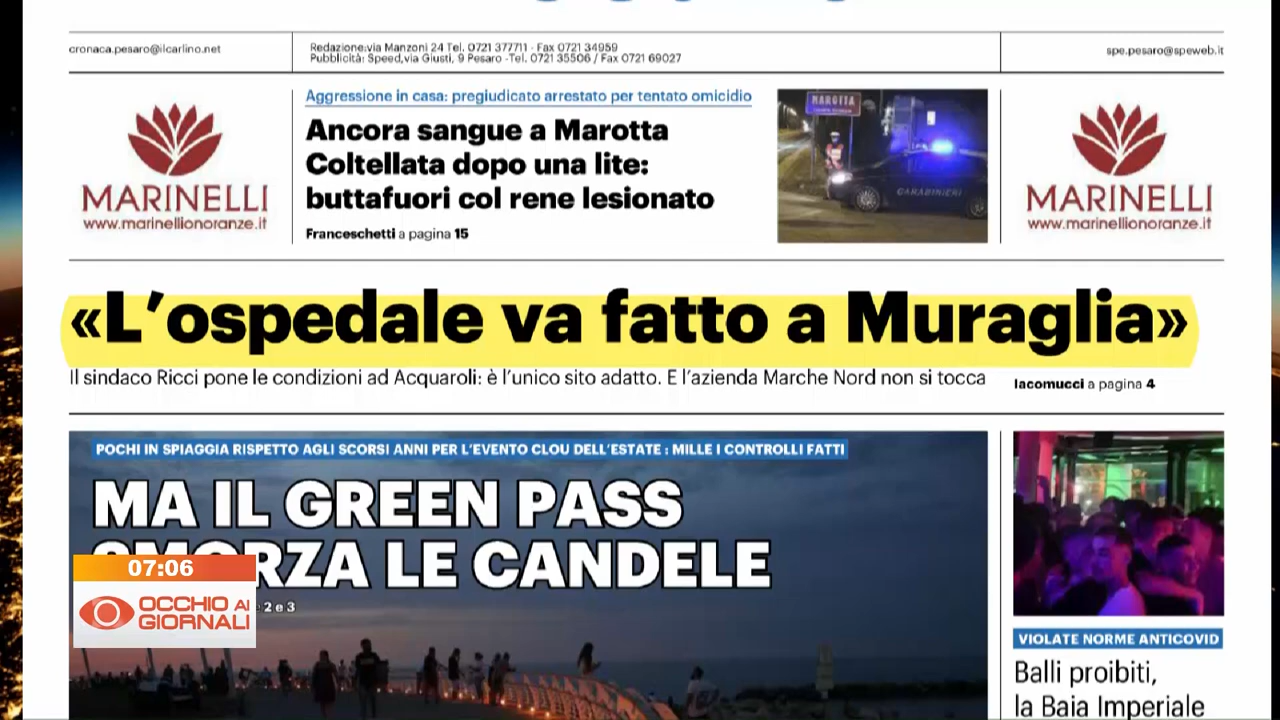 cronaca.pesaro@ilcarlino.net
Redazione:via Manzoni 24 Tel. 0721 377711 - Fax 0721 34959
Pubblicità: Speed,via Giusti, 9 Pesaro -Tel. 0721 35506 / Fax 0721 69027
spe.pesaro@speweb.it
MARINELLI
www.marinellionoranze.it
Aggressione in casa: pregiudicato arrestato per tentato omicidio
Ancora sangue a Marotta
Coltellata dopo una lite:
buttafuori col rene lesionato
Franceschetti a pagina 15
MAROTTA
CARABINIERI
MARINELLI
www.marinellionoranze.it
«L'ospedale va fatto a Muraglia»
Il sindaco Ricci pone le condizioni ad Acquaroli: è l'unico sito adatto. E l'azienda Marche Nord non si tocca
Iacomucci a pagina 4
POCHI IN SPIAGGIA RISPETTO AGLI SCORSI ANNI PER L'EVENTO CLOU DELL'ESTATE : MILLE I CONTROLLI FATTI
MA IL GREEN PASS
SMORZA LE CANDELE
2 e 3
07:06
OCCHIO AI
GIORNALI
VIOLATE NORME ANTICOVID
Balli proibiti,
la Baia Imperiale